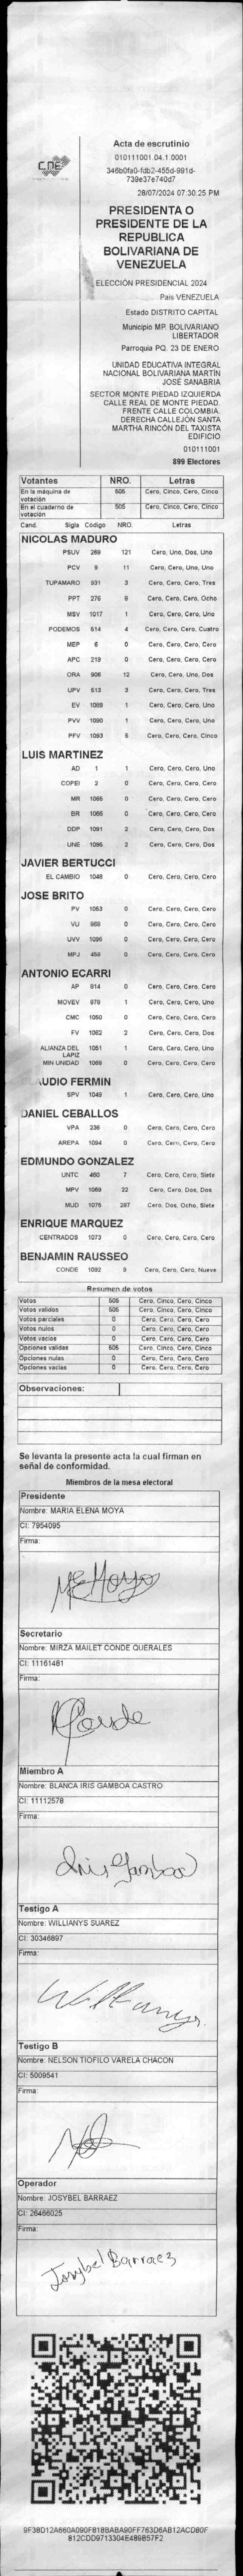 CNE
Acta de escrutinio
010111001.04.1.0001
346b0fa0-fdb2-455d-991d-
739e37e740d7
28/07/2024 07:30:25 PM
PRESIDENTA O
PRESIDENTE DE LA
REPUBLICA
BOLIVARIANA DE
VENEZUELA
ELECCIÓN PRESIDENCIAL 2024
País VENEZUELA
Estado DISTRITO CAPITAL
Municipio MP. BOLIVARIANO
LIBERTADOR
Parroquia PQ. 23 DE ENERO
UNIDAD EDUCATIVA INTEGRAL
NACIONAL BOLIVARIANA MARTÍN
JOSÉ SANABRIA
SECTOR MONTE PIEDAD IZQUIERDA
CALLE REAL DE MONTE PIEDAD.
FRENTE CALLE COLOMBIA.
DERECHA CALLEJÓN SANTA
MARTHA RINCÓN DEL TAXISTA
EDIFICIO
010111001
899 Electores
Votantes NRO. Letras
En la máquina de votación 505 Cero, Cinco, Cero, Cinco
En el cuaderno de votación 505 Cero, Cinco, Cero, Cinco
Cand. Sigla Código NRO. Letras
NICOLAS MADURO
PSUV 269 121 Cero, Uno, Dos, Uno
PCV 9 11 Cero, Cero, Uno, Uno
TUPAMARO 931 3 Cero, Cero, Cero, Tres
PPT 276 8 Cero, Cero, Cero, Ocho
MSV 1017 1 Cero, Cero, Cero, Uno
PODEMOS 514 4 Cero, Cero, Cero, Cuatro
MEP 6 0 Cero, Cero, Cero, Cero
APC 219 0 Cero, Cero, Cero, Cero
ORA 906 12 Cero, Cero, Uno, Dos
UPV 513 3 Cero, Cero, Cero, Tres
EV 1089 1 Cero, Cero, Cero, Uno
PVV 1090 1 Cero, Cero, Cero, Uno
PFV 1093 5 Cero, Cero, Cero, Cinco
LUIS MARTINEZ
AD 1 1 Cero, Cero, Cero, Uno
COPEI 2 0 Cero, Cero, Cero, Cero
MR 1065 0 Cero, Cero, Cero, Cero
BR 1066 0 Cero, Cero, Cero, Cero
DDP 1091 2 Cero, Cero, Cero, Dos
UNE 1096 2 Cero, Cero, Cero, Dos
JAVIER BERTUCCI
EL CAMBIO 1048 0 Cero, Cero, Cero, Cero
JOSE BRITO
PV 1053 0 Cero, Cero, Cero, Cero
VU 868 0 Cero, Cero, Cero, Cero
UVV 1095 0 Cero, Cero, Cero, Cero
MPJ 458 0 Cero, Cero, Cero, Cero
ANTONIO ECARRI
AP 814 0 Cero, Cero, Cero, Cero
MOVEV 878 1 Cero, Cero, Cero, Uno
CMC 1050 0 Cero, Cero, Cero, Cero
FV 1052 2 Cero, Cero, Cero, Dos
ALIANZA DEL LAPIZ 1051 1 Cero, Cero, Cero, Uno
MIN UNIDAD 1069 0 Cero, Cero, Cero, Cero
AUDIO FERMIN
SPV 1049 1 Cero, Cero, Cero, Uno
DANIEL CEBALLOS
VPA 236 0 Cero, Cero, Cero, Cero
AREPA 1094 0 Cero, Cero, Cero, Cero
EDMUNDO GONZALEZ
UNTC 460 7 Cero, Cero, Cero, Siete
MPV 22 Cero, Cero, Dos, Dos
MUD 1075 287 Cero, Dos, Ocho, Siete
ENRIQUE MARQUEZ
CENTRADOS 1073 0 Cero, Cero, Cero, Cero
BENJAMIN RAUSSEO
CONDE 1092 9 Cero, Cero, Cero, Nueve
Resumen de votos
Votos 505 Cero, Cinco, Cero, Cinco
Votos validos 505 Cero, Cinco, Cero, Cinco
Votos parciales 0 Cero, Cero, Cero, Cero
Votos nulos 0 Cero, Cero, Cero, Cero
Votos vacios 0 Cero, Cero, Cero, Cero
Opciones validas 505 Cero, Cinco, Cero, Cinco
Opciones nulas 0 Cero, Cero, Cero, Cero
Opciones vacias 0 Cero, Cero, Cero, Cero
Observaciones:
Se levanta la presente acta la cual firman en
señal de conformidad.
Miembros de la mesa electoral
Presidente
Nombre: MARIA ELENA MOYA
CI: 7954095
Firma:
MEMoya
Secretario
Nombre: MIRZA MAILET CONDE QUERALES
CI: 11161481
Firma:
Conde
Miembro A
Nombre: BLANCA IRIS GAMBOA CASTRO
CI: 11112578
Firma:
Iris Gamboa
Testigo A
Nombre: WILLIANYS SUAREZ
CI: 30346897
Firma:
Willianys
Testigo B
Nombre: NELSON TIOFILO VARELA CHACON
CI: 5009541
Firma:
Operador
Nombre: JOSYBEL BARRAEZ
CI: 26466025
Firma:
Josybel Barraez
9F38D12A660A090F818BABA90FF763D6AB12ACD80F
812CDD9713304E489B57F2